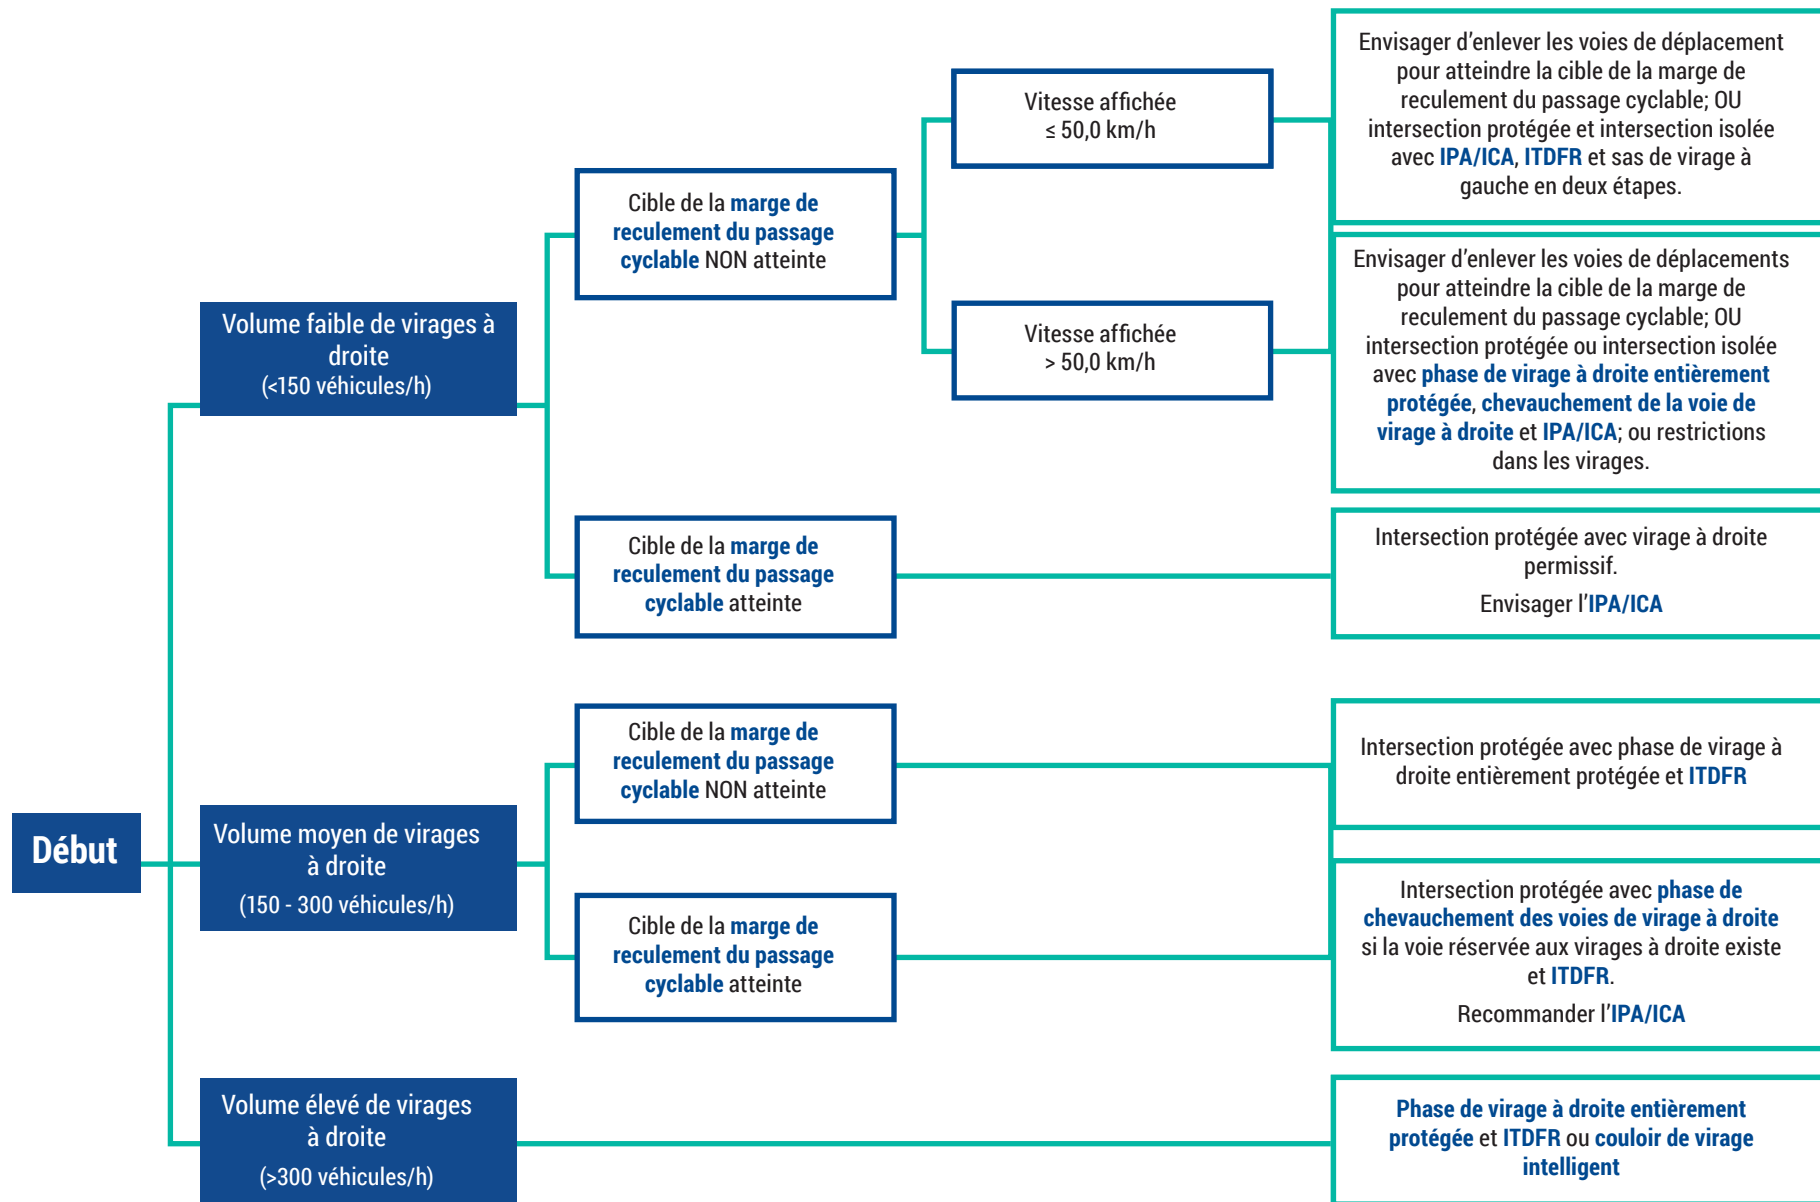 Début
Volume faible de virages à
droite
(<150 véhicules/h)
Cible de la marge de
reculement du passage
cyclable NON atteinte
Vitesse affichée
≤ 50,0 km/h
Envisager d'enlever les voies de déplacement
pour atteindre la cible de la marge de
reculement du passage cyclable; OU
intersection protégée et intersection isolée
avec IPA/ICA, ITDFR et sas de virage à
gauche en deux étapes.
Vitesse affichée
> 50,0 km/h
Envisager d'enlever les voies de déplacements
pour atteindre la cible de la marge de
reculement du passage cyclable; OU
intersection protégée ou intersection isolée
avec phase de virage à droite entièrement
protégée, chevauchement de la voie de
virage à droite et IPA/ICA; ou restrictions
dans les virages.
Cible de la marge de
reculement du passage
cyclable atteinte
Intersection protégée avec virage à droite
permissif.
Envisager l'IPA/ICA
Volume moyen de virages
à droite
(150 - 300 véhicules/h)
Cible de la marge de
reculement du passage
cyclable NON atteinte
Intersection protégée avec phase de virage à
droite entièrement protégée et ITDFR
Cible de la marge de
reculement du passage
cyclable atteinte
Intersection protégée avec phase de
chevauchement des voies de virage à droite
si la voie réservée aux virages à droite existe
et ITDFR.
Recommander l'IPA/ICA
Volume élevé de virages
à droite
(>300 véhicules/h)
Phase de virage à droite entièrement
protégée et ITDFR ou couloir de virage
intelligent